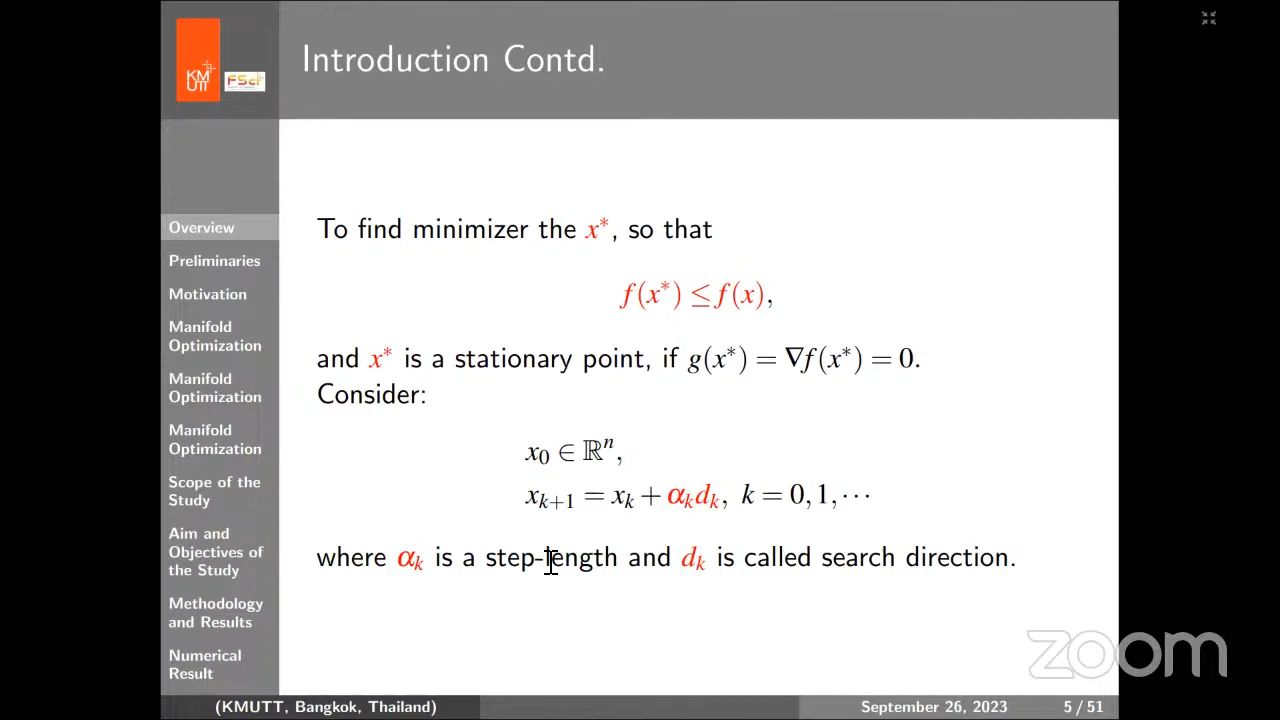 KM
UTT
FSci
Introduction Contd.
Overview
Preliminaries
Motivation
Manifold
Optimization
Manifold
Optimization
Manifold
Optimization
Scope of the
Study
Aim and
Objectives of
the Study
Methodology
and Results
Numerical
Result
To find minimizer the x*, so that
f(x*) ≤ f(x),
and x* is a stationary point, if g(x*) = ∇f(x*) = 0.
Consider:
x₀ ∈ ℝⁿ,
xₖ₊₁ = xₖ + αₖdₖ, k = 0, 1, ⋯
where αₖ is a step-length and dₖ is called search direction.
zoom
(KMUTT, Bangkok, Thailand) September 26, 2023 5 / 51